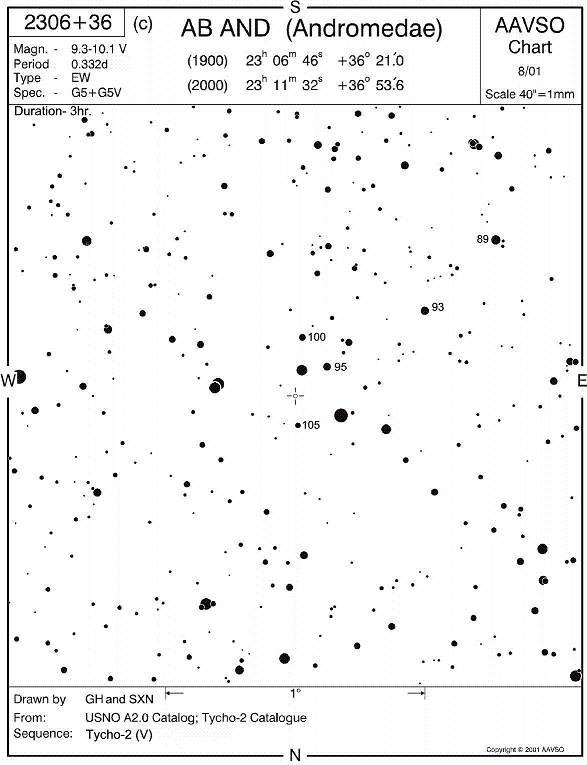 S
2306+36
(c)
AB AND (Andromedae)
AAVSO
Chart
8/01
Scale 40"=1mm
Magn. - 9.3-10.1 V
Period 0.332d
Type - EW
Spec. - G5+G5V
(1900) 23h 06m 46s +36° 21.′0
(2000) 23h 11m 32s +36° 53.′6
Duration- 3hr.
89
93
100
95
W
E
105
1°
Drawn by GH and SXN
From: USNO A2.0 Catalog; Tycho-2 Catalogue
Sequence: Tycho-2 (V)
Copyright © 2001 AAVSO
N